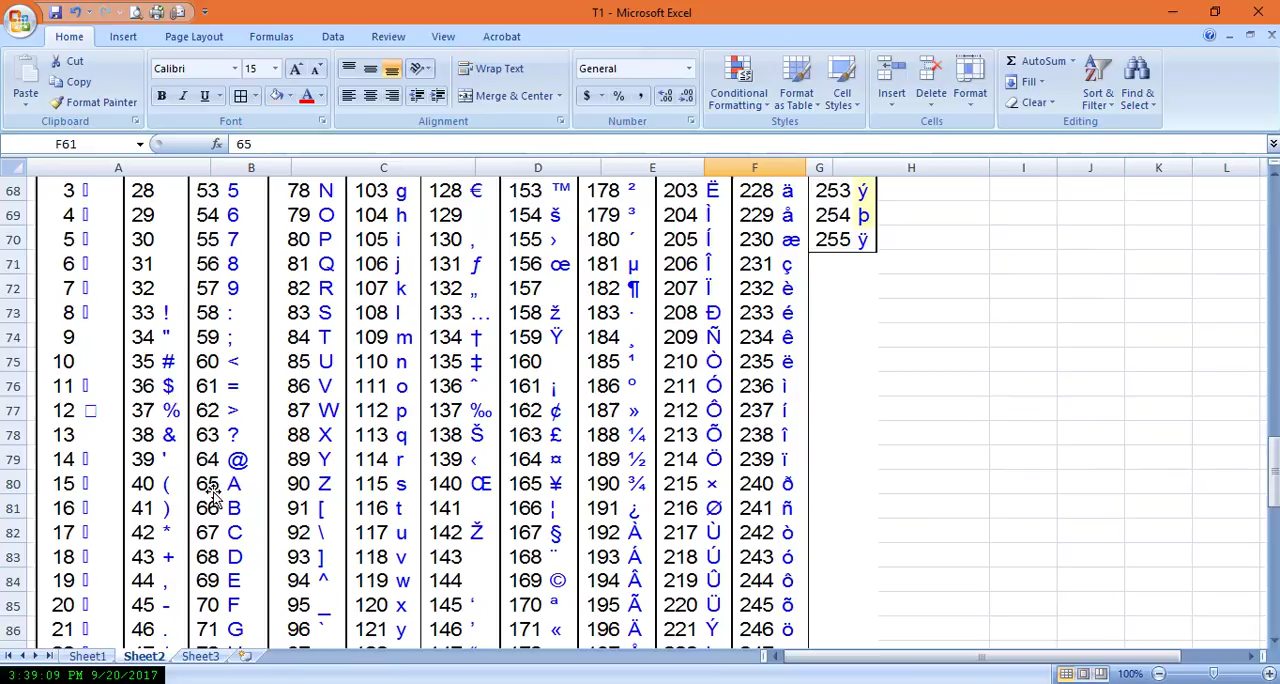 T1 - Microsoft Excel
Home Insert Page Layout Formulas Data Review View Acrobat
Paste Cut Copy Format Painter Clipboard
Calibri 15 B I U Font
Wrap Text Merge & Center Alignment
General $ % , Number
Conditional Formatting Format as Table Cell Styles Styles
Insert Delete Format Cells
AutoSum Fill Clear Sort & Filter Find & Select Editing
F61 fx 65
A B C D E F G H I J K L
68 3 28 53 5 78 N 103 g 128 € 153 ™ 178 ² 203 Ë 228 ä 253 ý
69 4 29 54 6 79 O 104 h 129 154 š 179 ³ 204 Ì 229 å 254 þ
70 5 30 55 7 80 P 105 i 130 ‚ 155 › 180 ´ 205 Í 230 æ 255 ÿ
71 6 31 56 8 81 Q 106 j 131 ƒ 156 œ 181 µ 206 Î 231 ç
72 7 32 57 9 82 R 107 k 132 „ 157 182 ¶ 207 Ï 232 è
73 8 33 ! 58 : 83 S 108 l 133 … 158 ž 183 · 208 Ð 233 é
74 9 34 " 59 ; 84 T 109 m 134 † 159 Ÿ 184 ¸ 209 Ñ 234 ê
75 10 35 # 60 < 85 U 110 n 135 ‡ 160 185 ¹ 210 Ò 235 ë
76 11 36 $ 61 = 86 V 111 o 136 ˆ 161 ¡ 186 º 211 Ó 236 ì
77 12 37 % 62 > 87 W 112 p 137 ‰ 162 ¢ 187 » 212 Ô 237 í
78 13 38 & 63 ? 88 X 113 q 138 Š 163 £ 188 ¼ 213 Õ 238 î
79 14 39 ' 64 @ 89 Y 114 r 139 ‹ 164 ¤ 189 ½ 214 Ö 239 ï
80 15 40 ( 65 A 90 Z 115 s 140 Œ 165 ¥ 190 ¾ 215 × 240 ð
81 16 41 ) 66 B 91 [ 116 t 141 166 ¦ 191 ¿ 216 Ø 241 ñ
82 17 42 * 67 C 92 \ 117 u 142 Ž 167 § 192 À 217 Ù 242 ò
83 18 43 + 68 D 93 ] 118 v 143 168 ¨ 193 Á 218 Ú 243 ó
84 19 44 , 69 E 94 ^ 119 w 144 169 © 194 Â 219 Û 244 ô
85 20 45 - 70 F 95 _ 120 x 145 ‘ 170 ª 195 Ã 220 Ü 245 õ
86 21 46 . 71 G 96 ` 121 y 146 ’ 171 « 196 Ä 221 Ý 246 ö
Sheet1 Sheet2 Sheet3
3:39:09 PM 9/20/2017 100%